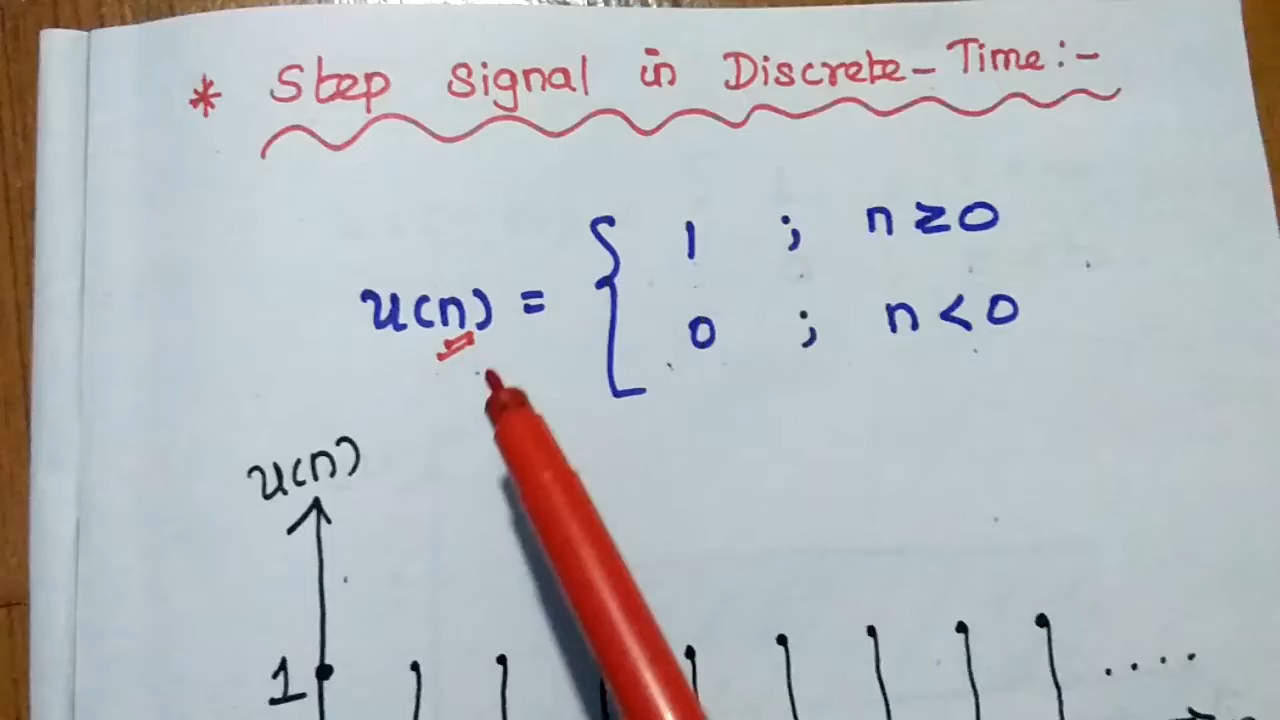 * Step Signal in Discrete-Time:-
u(n) = { 1 ; n ≥ 0
0 ; n < 0
u(n)
1
....